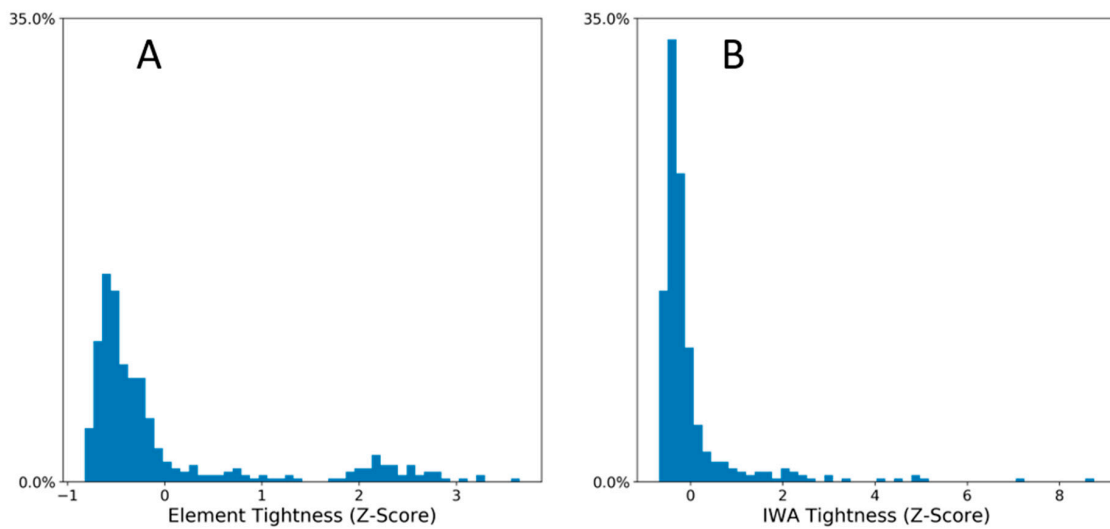 35.0%
A
0.0%
−1 0 1 2 3
Element Tightness (Z-Score)
35.0%
B
0.0%
0 2 4 6 8
IWA Tightness (Z-Score)